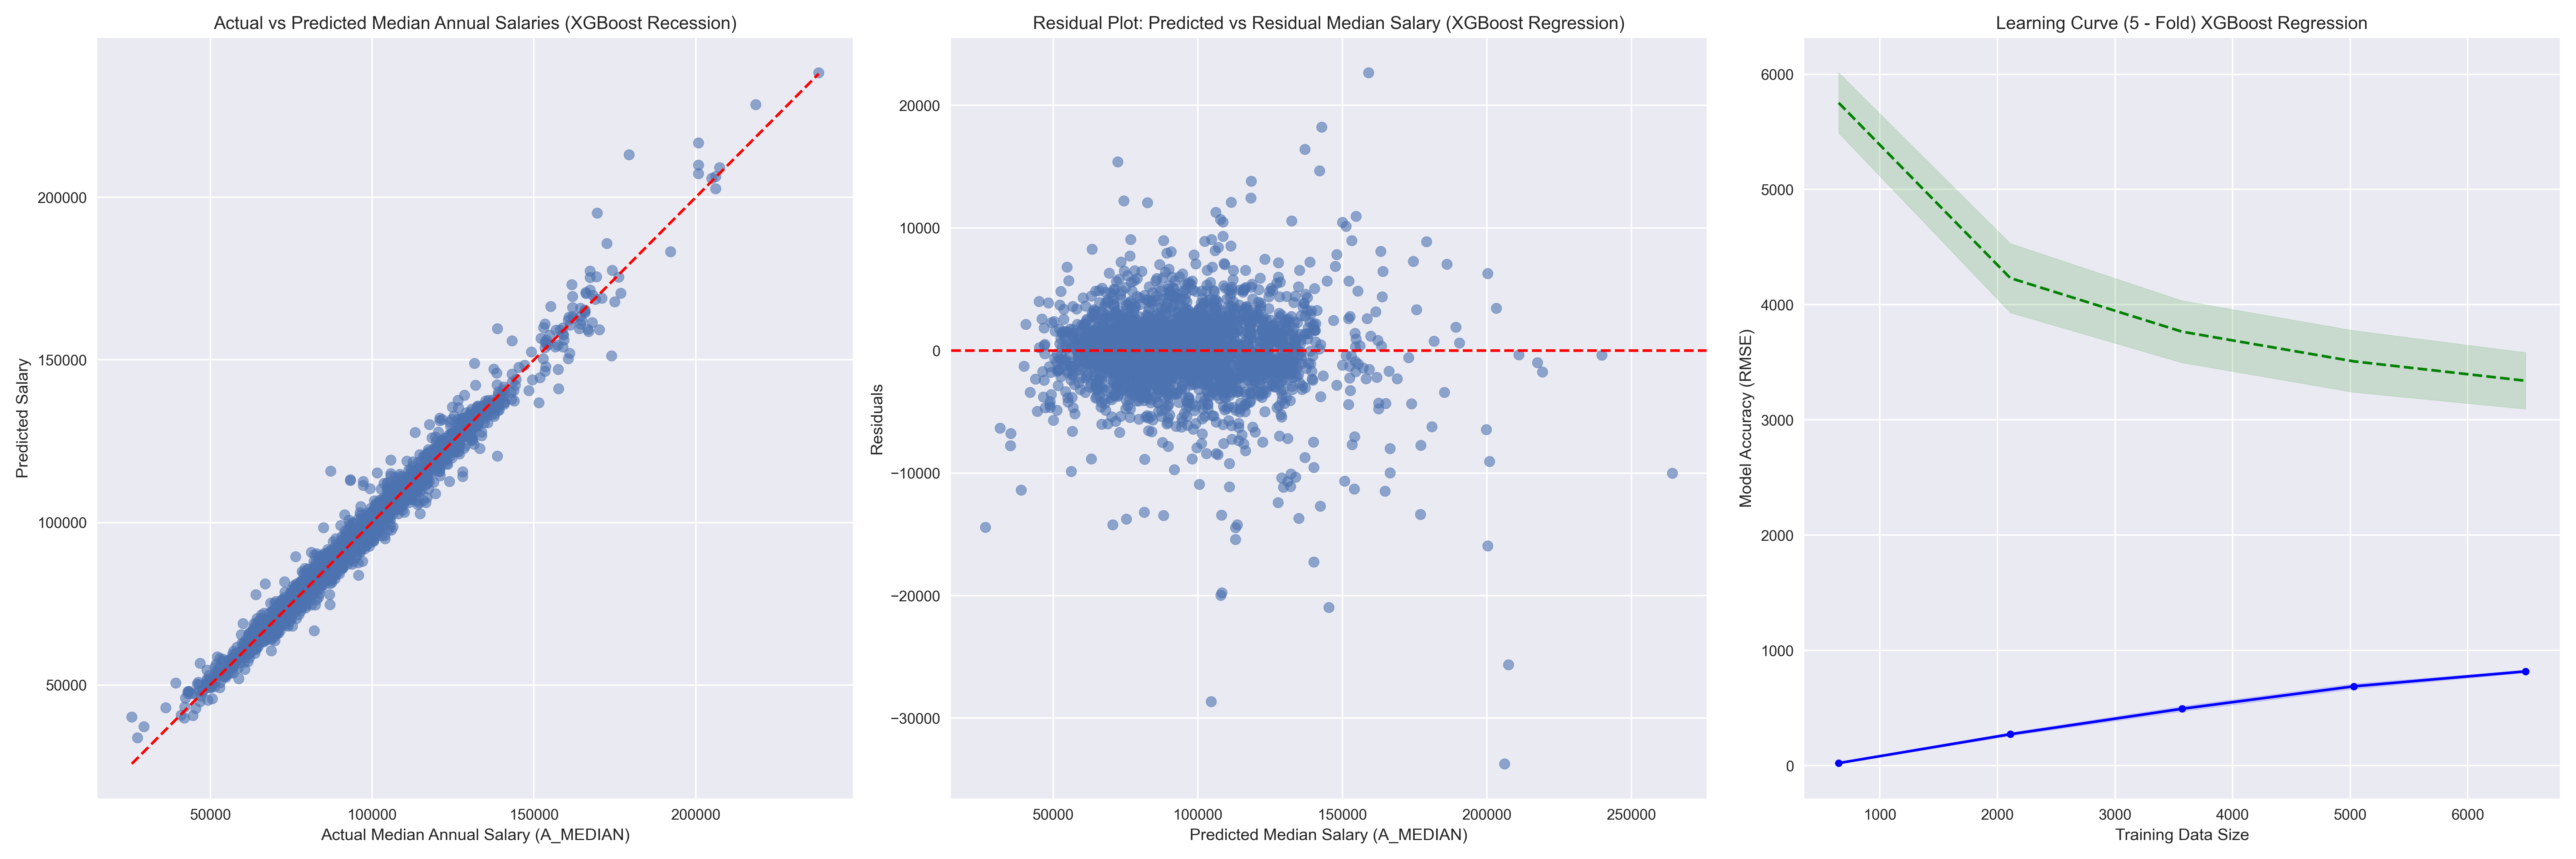 Actual vs Predicted Median Annual Salaries (XGBoost Recession)
Predicted Salary
200000
150000
100000
50000
50000 100000 150000 200000
Actual Median Annual Salary (A_MEDIAN)
Residual Plot: Predicted vs Residual Median Salary (XGBoost Regression)
Residuals
20000
10000
0
−10000
−20000
−30000
50000 100000 150000 200000 250000
Predicted Median Salary (A_MEDIAN)
Learning Curve (5 - Fold) XGBoost Regression
Model Accuracy (RMSE)
6000
5000
4000
3000
2000
1000
0
1000 2000 3000 4000 5000 6000
Training Data Size